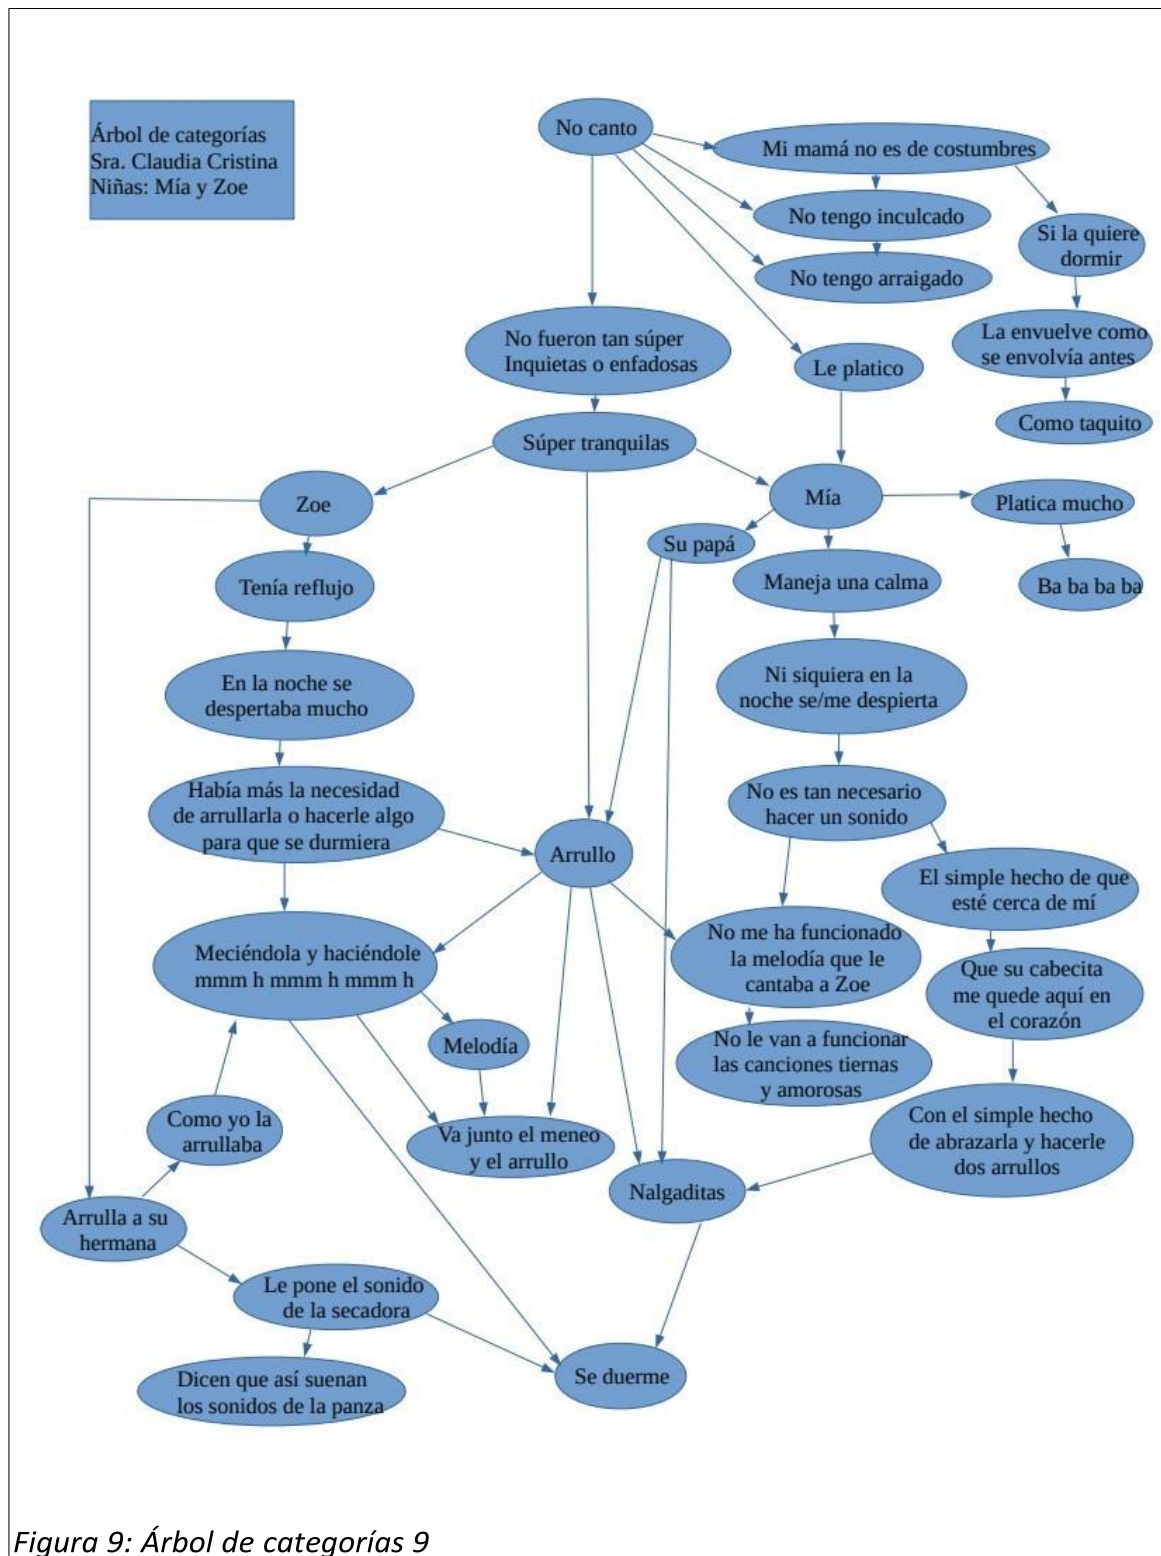 Árbol de categorías
Sra. Claudia Cristina
Niñas: Mía y Zoe
No canto
Mi mamá no es de costumbres
No tengo inculcado
No tengo arraigado
Si la quiere
dormir
La envuelve como
se envolvía antes
Como taquito
No fueron tan súper
Inquietas o enfadosas
Le platico
Súper tranquilas
Zoe
Mía
Platica mucho
Ba ba ba ba
Su papá
Tenía reflujo
Maneja una calma
En la noche se
despertaba mucho
Ni siquiera en la
noche se/me despierta
Había más la necesidad
de arrullarla o hacerle algo
para que se durmiera
No es tan necesario
hacer un sonido
Arrullo
El simple hecho de que
esté cerca de mí
Meciéndola y haciéndole
mmm h mmm h mmm h
No me ha funcionado
la melodía que le
cantaba a Zoe
Que su cabecita
me quede aquí en
el corazón
Melodía
No le van a funcionar
las canciones tiernas
y amorosas
Como yo la
arrullaba
Va junto el meneo
y el arrullo
Con el simple hecho
de abrazarla y hacerle
dos arrullos
Nalgaditas
Arrulla a su
hermana
Le pone el sonido
de la secadora
Se duerme
Dicen que así suenan
los sonidos de la panza
Figura 9: Árbol de categorías 9